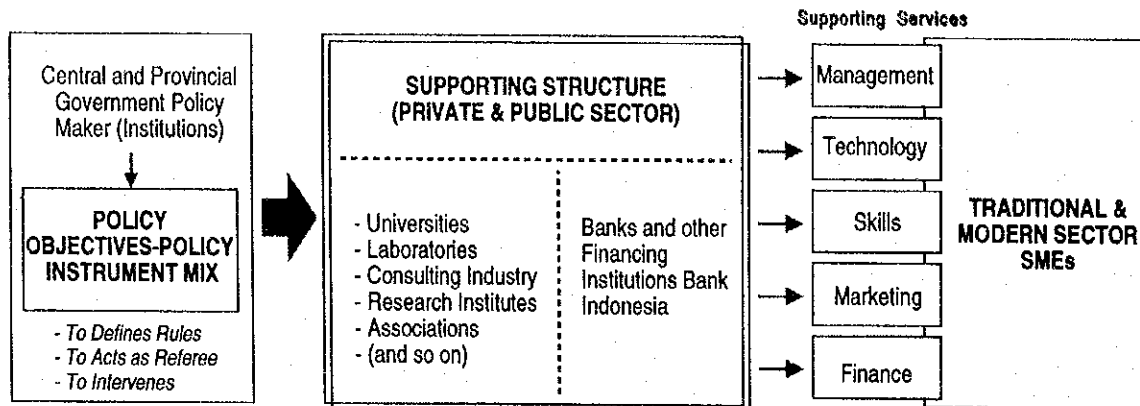 Supporting Services
Central and Provincial
Government Policy
Maker (Institutions)
POLICY
OBJECTIVES-POLICY
INSTRUMENT MIX
- To Defines Rules
- To Acts as Referee
- To Intervenes
SUPPORTING STRUCTURE
(PRIVATE & PUBLIC SECTOR)
- Universities
- Laboratories
- Consulting Industry
- Research Institutes
- Associations
- (and so on)
Banks and other
Financing
Institutions Bank
Indonesia
Management
Technology
Skills
Marketing
Finance
TRADITIONAL &
MODERN SECTOR
SMEs